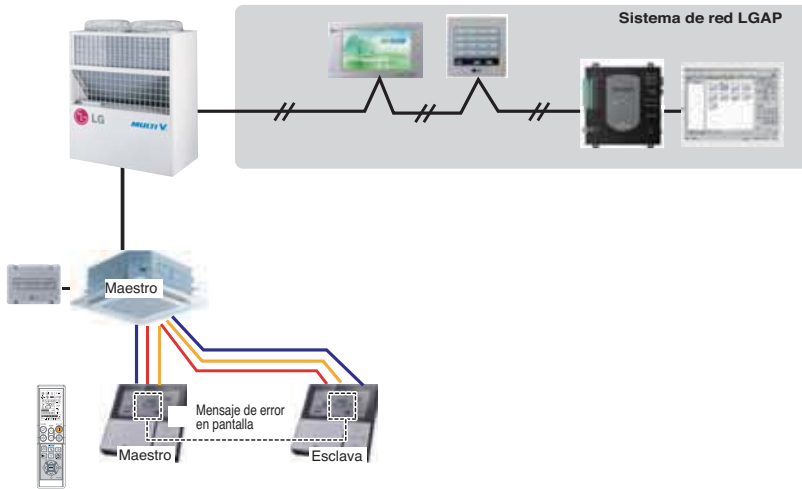 Sistema de red LGAP
LG
MULTI V
Maestro
Mensaje de error
en pantalla
Maestro
Esclava